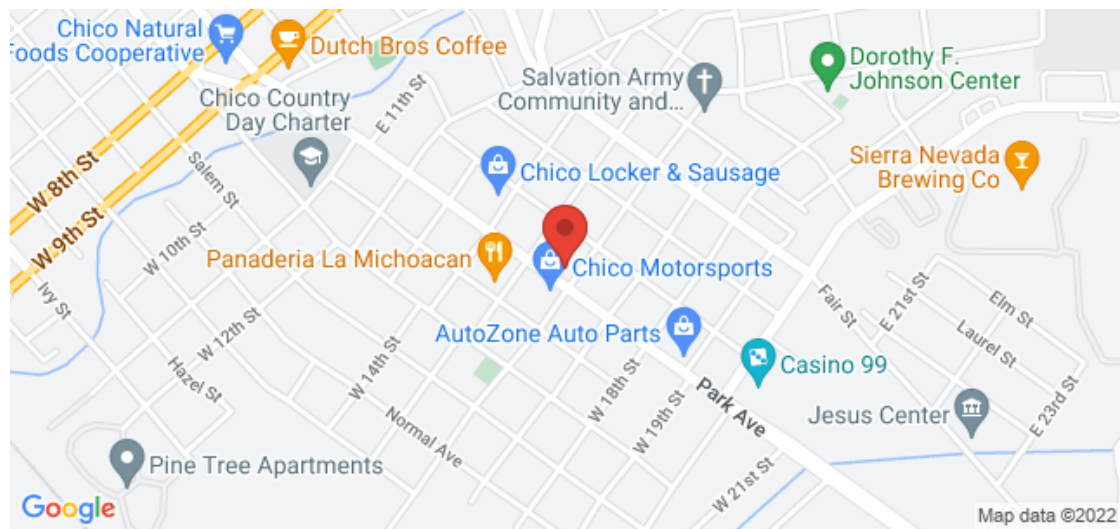 Chico Natural
Foods Cooperative
Dutch Bros Coffee
Dorothy F.
Johnson Center
Salvation Army
Community and...
Chico Country
Day Charter
E 11th St
W 8th St
Salem St
Chico Locker & Sausage
Sierra Nevada
Brewing Co
W 9th St
W 10th St
Panaderia La Michoacan
Chico Motorsports
Ivy St
W 12th St
Fair St
E 21st St
Elm St
AutoZone Auto Parts
Laurel St
W 14th St
Hazel St
Casino 99
W 18th St
Park Ave
E 23rd St
Normal Ave
W 19th St
Jesus Center
Pine Tree Apartments
W 21st St
Google
Map data ©2022